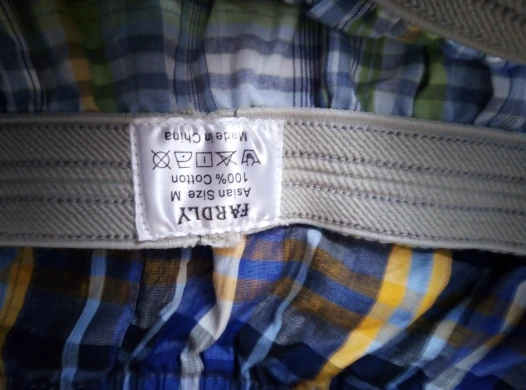 FARDLY
Asian Size M
100% Cotton
Made In China